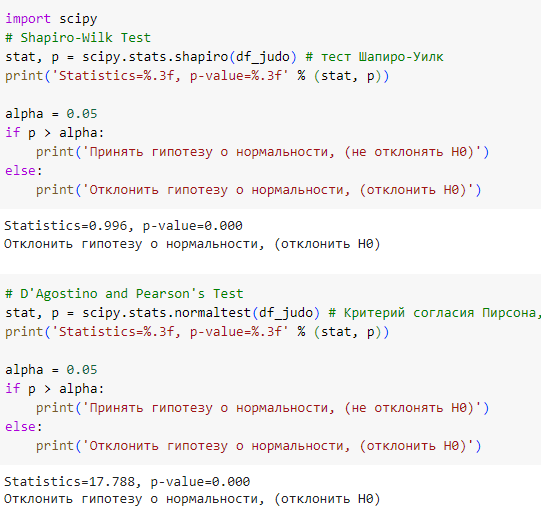 import scipy
# Shapiro-Wilk Test
stat, p = scipy.stats.shapiro(df_judo) # тест Шапиро-Уилк
print('Statistics=%.3f, p-value=%.3f' % (stat, p))
alpha = 0.05
if p > alpha:
    print('Принять гипотезу о нормальности, (не отклонять H0)')
else:
    print('Отклонить гипотезу о нормальности, (отклонить H0)')
Statistics=0.996, p-value=0.000
Отклонить гипотезу о нормальности, (отклонить H0)
# D'Agostino and Pearson's Test
stat, p = scipy.stats.normaltest(df_judo) # Критерий согласия Пирсона,
print('Statistics=%.3f, p-value=%.3f' % (stat, p))
alpha = 0.05
if p > alpha:
    print('Принять гипотезу о нормальности, (не отклонять H0)')
else:
    print('Отклонить гипотезу о нормальности, (отклонить H0)')
Statistics=17.788, p-value=0.000
Отклонить гипотезу о нормальности, (отклонить H0)